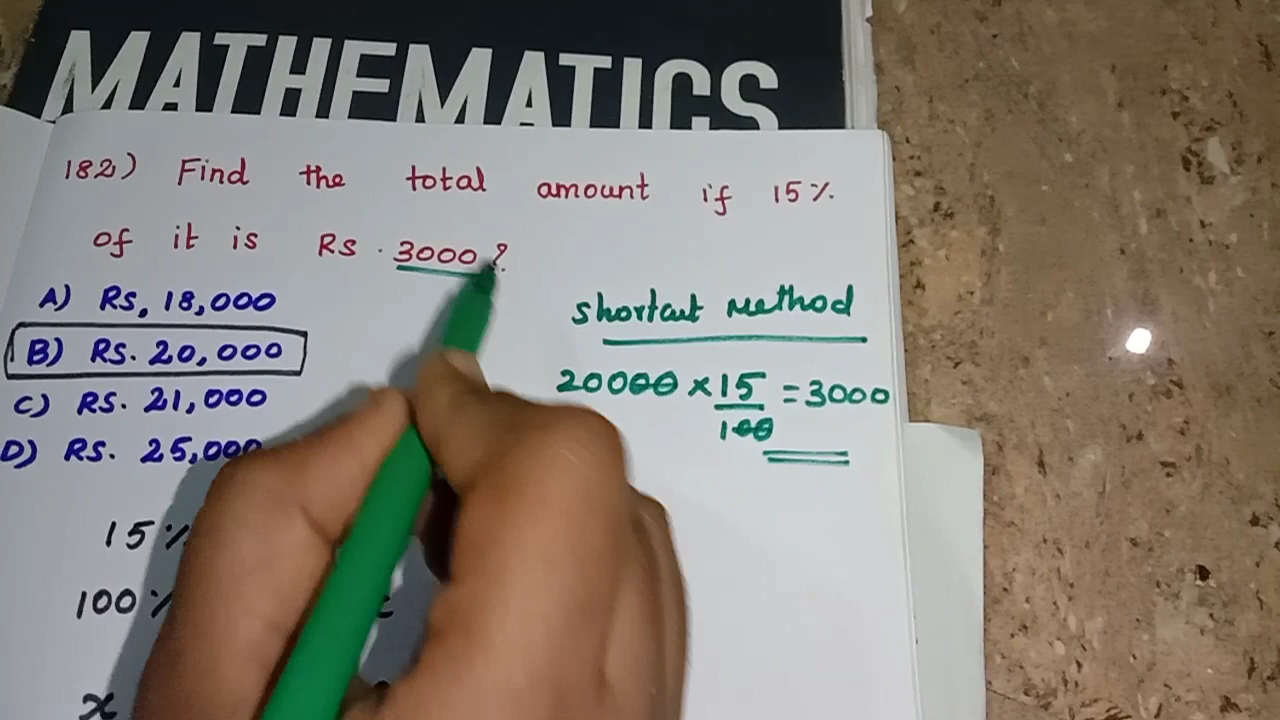 MATHEMATICS
182) Find the total amount if 15%
of it is Rs. 3000?
A) Rs. 18,000
B) Rs. 20,000
C) Rs. 21,000
D) Rs. 25,000
shortcut method
20000 × 15/100 = 3000
15%
100%
x